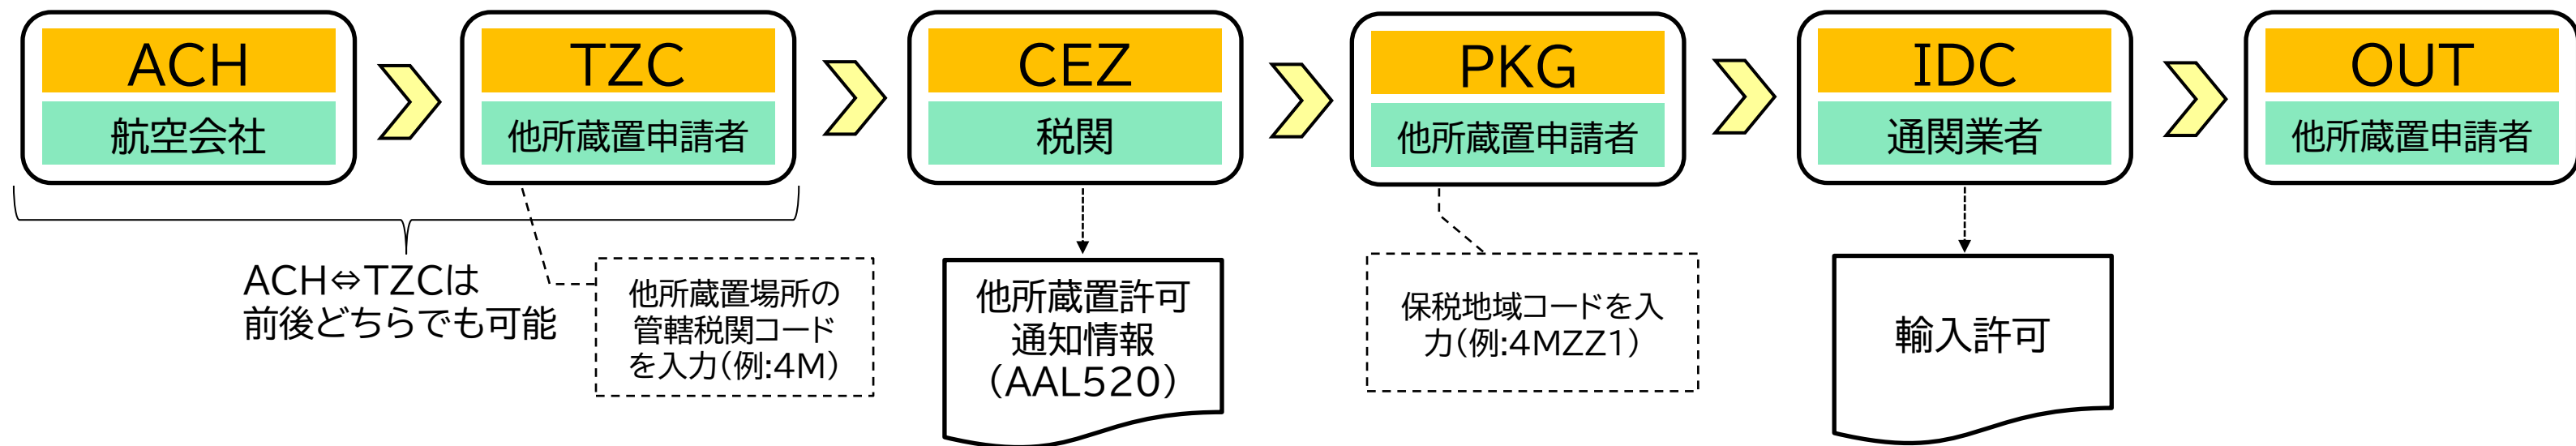 ACH
航空会社
TZC
他所蔵置申請者
CEZ
税関
PKG
他所蔵置申請者
IDC
通関業者
OUT
他所蔵置申請者
ACH⇔TZCは
前後どちらでも可能
他所蔵置場所の
管轄税関コード
を入力(例:4M)
他所蔵置許可
通知情報
(AAL520)
保税地域コードを入
力(例:4MZZ1)
輸入許可